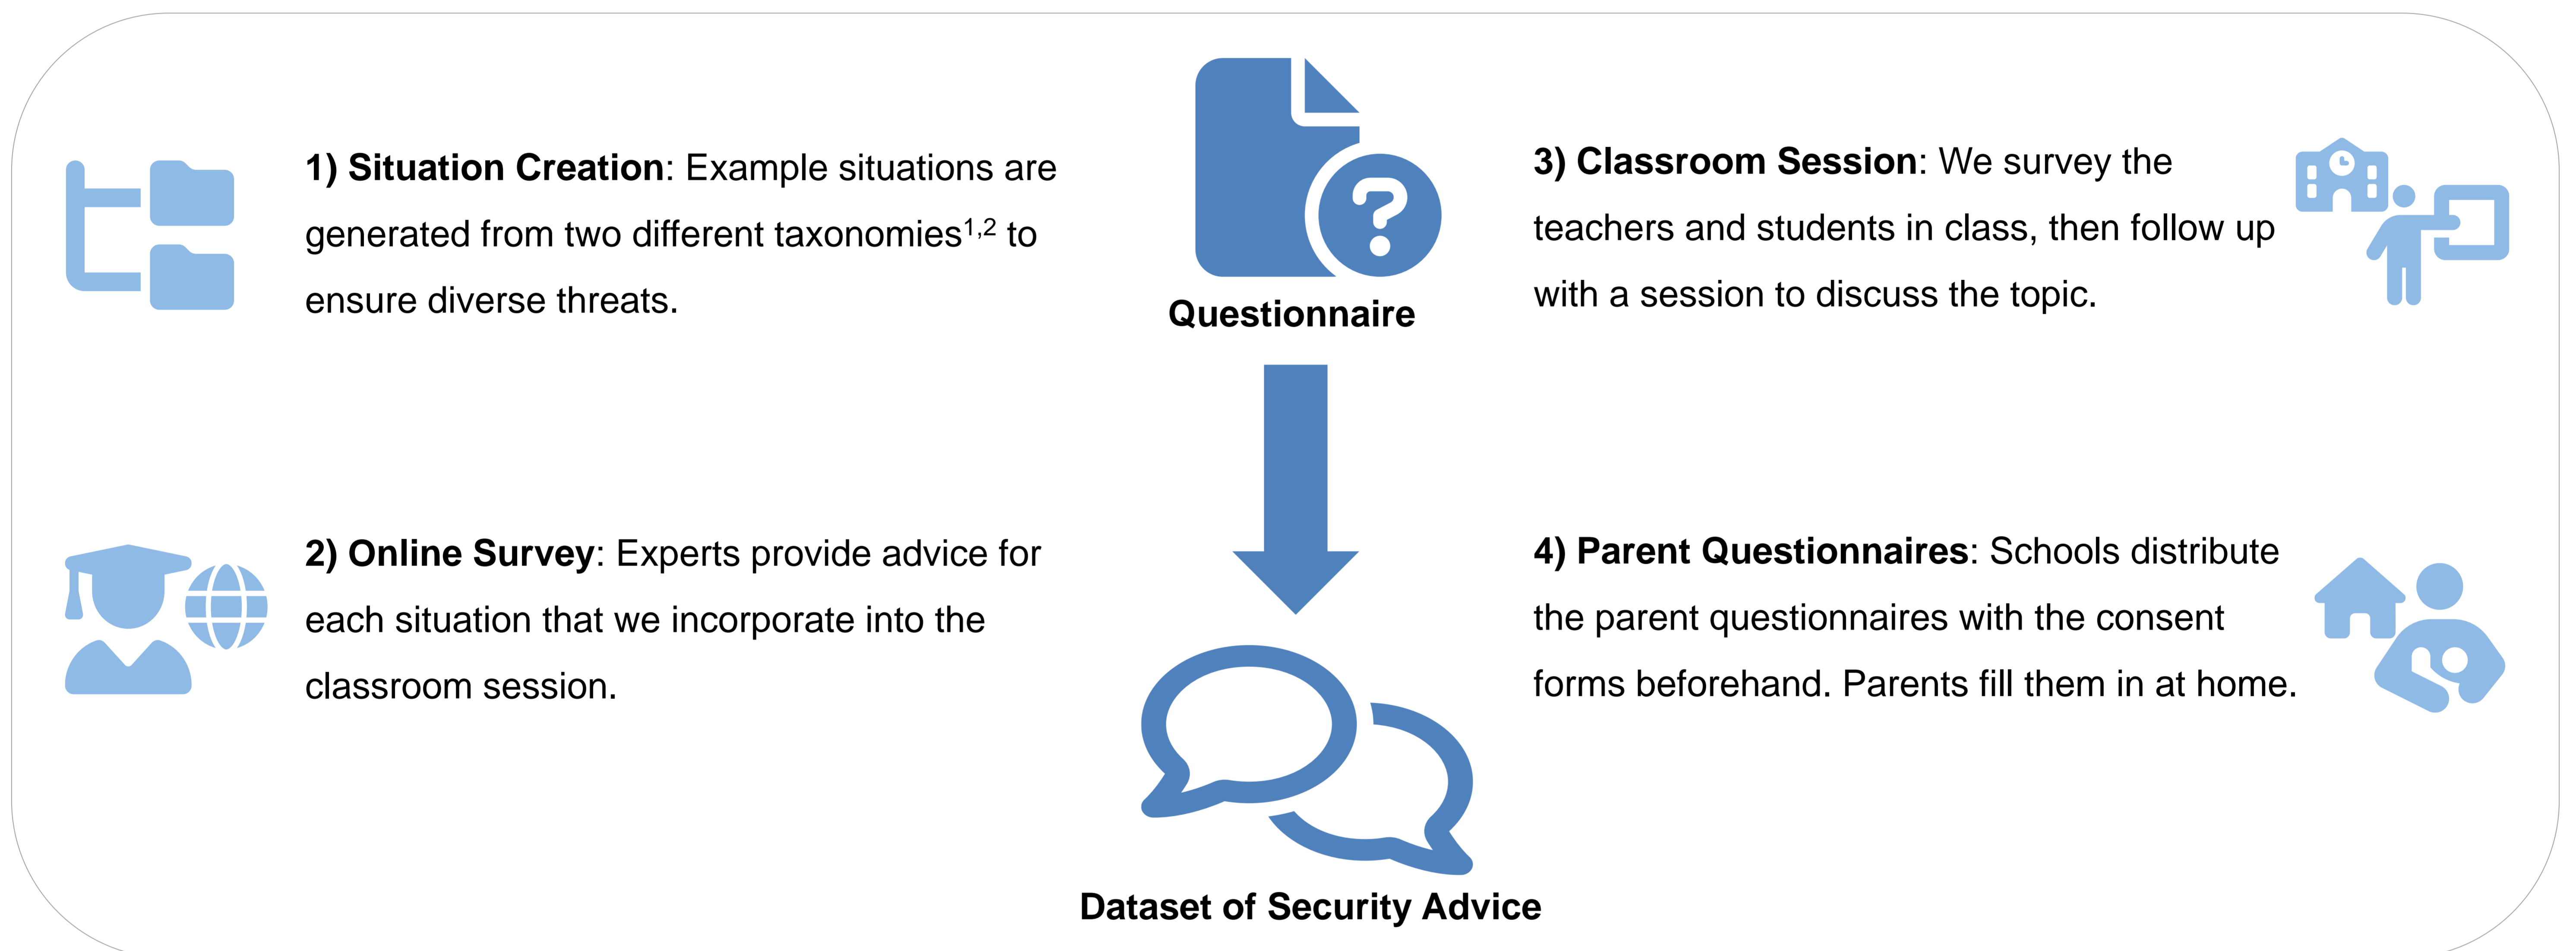 1) Situation Creation: Example situations are
generated from two different taxonomies1,2 to
ensure diverse threats.
2) Online Survey: Experts provide advice for
each situation that we incorporate into the
classroom session.
?
Questionnaire
Dataset of Security Advice
3) Classroom Session: We survey the
teachers and students in class, then follow up
with a session to discuss the topic.
4) Parent Questionnaires: Schools distribute
the parent questionnaires with the consent
forms beforehand. Parents fill them in at home.